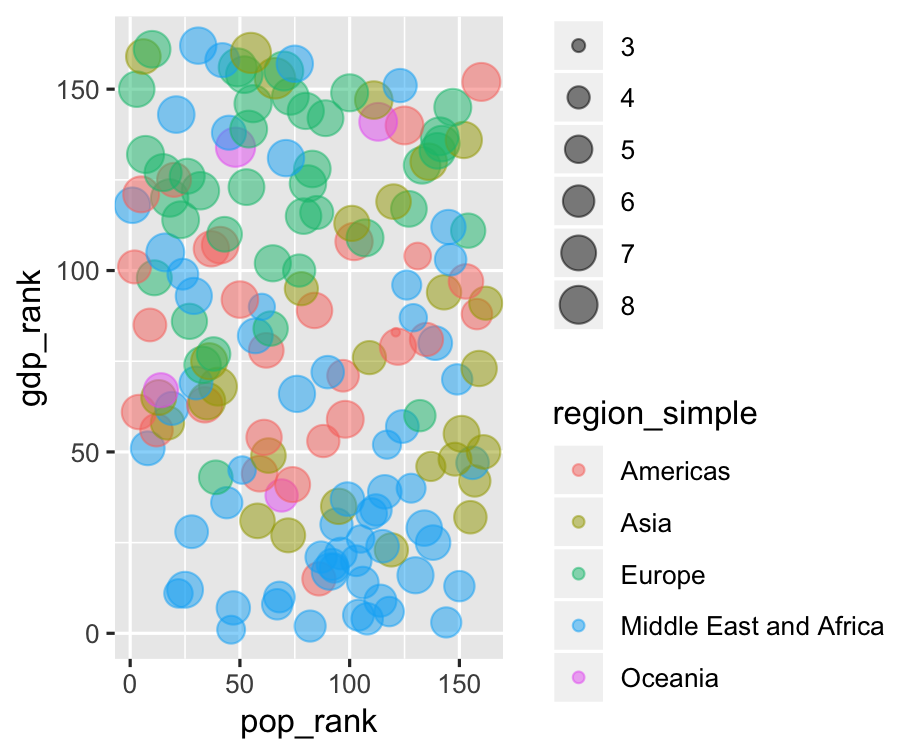 gdp_rank
150
100
50
0
0 50 100 150
pop_rank
3
4
5
6
7
8
region_simple
Americas
Asia
Europe
Middle East and Africa
Oceania